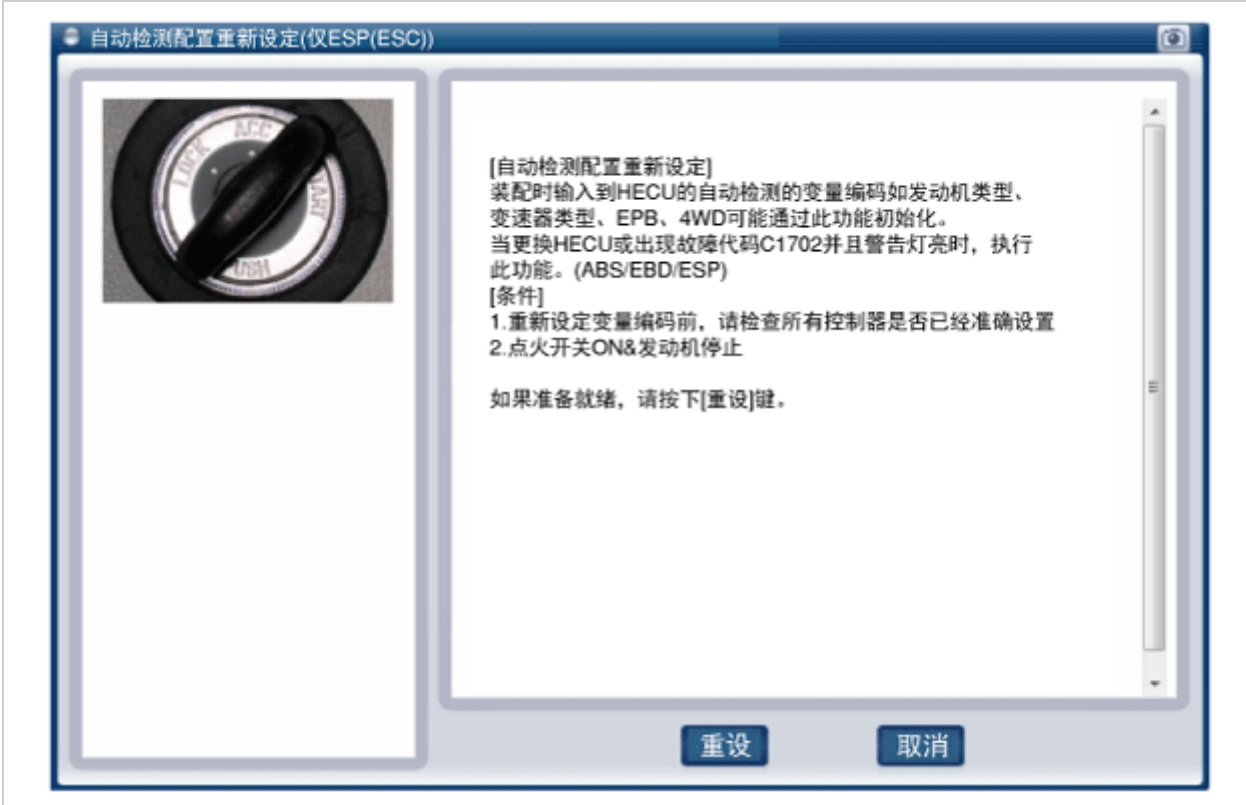 自动检测配置重新设定(仅ESP(ESC))
LOCK
ACC
START
PUSH
[自动检测配置重新设定]
装配时输入到HECU的自动检测的变量编码如发动机类型、
变速器类型、EPB、4WD可能通过此功能初始化。
当更换HECU或出现故障代码C1702并且警告灯亮时，执行
此功能。(ABS/EBD/ESP)
[条件]
1.重新设定变量编码前，请检查所有控制器是否已经准确设置
2.点火开关ON&发动机停止
如果准备就绪，请按下[重设]键。
重设
取消